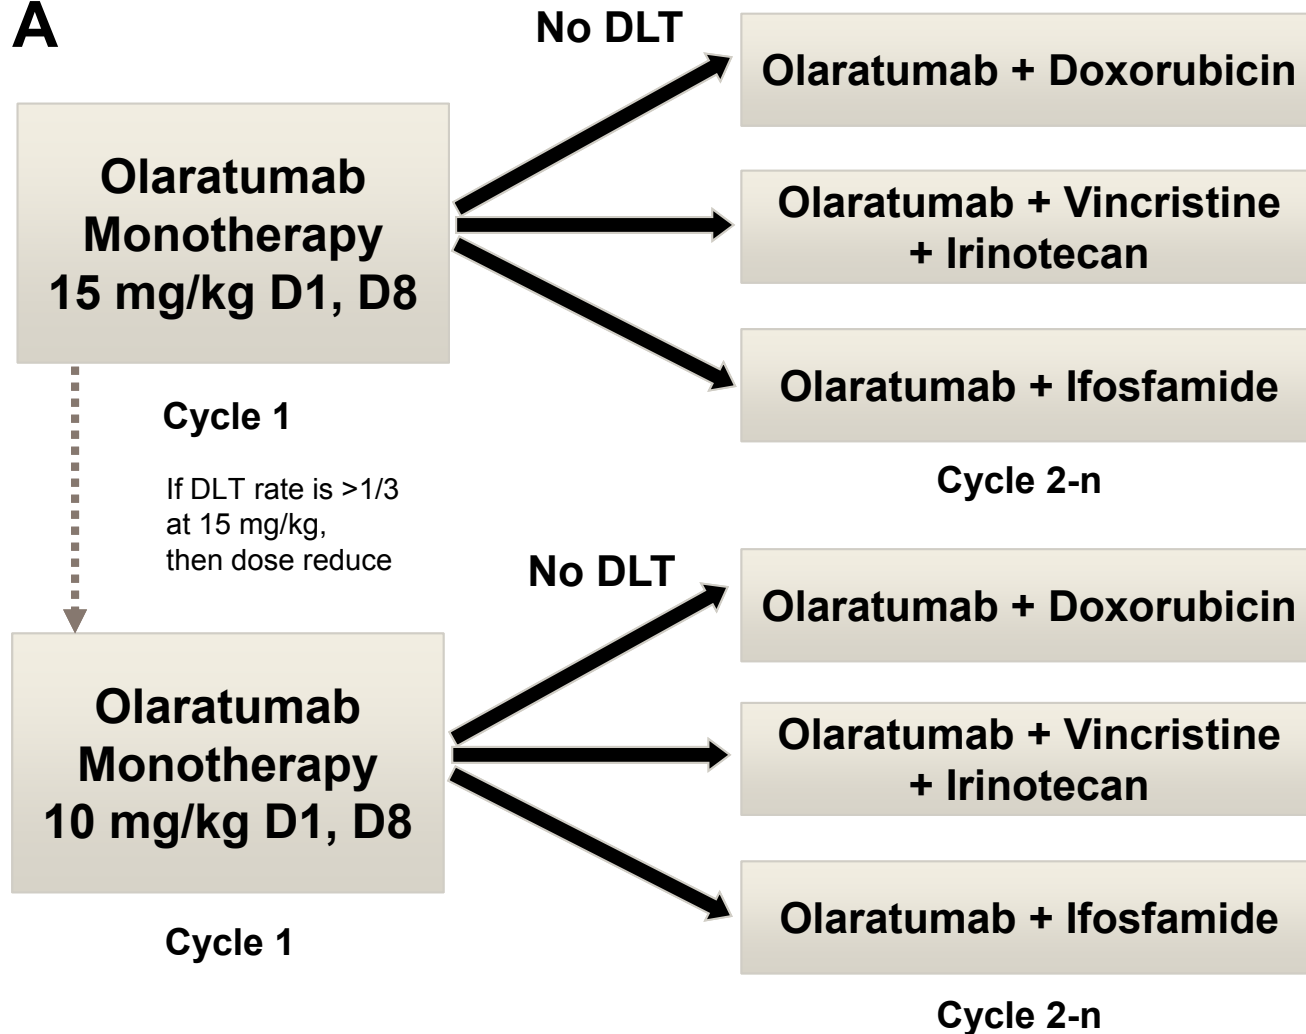 A
No DLT
Olaratumab + Doxorubicin
Olaratumab
Monotherapy
15 mg/kg D1, D8
Olaratumab + Vincristine
+ Irinotecan
Olaratumab + Ifosfamide
Cycle 1
Cycle 2-n
If DLT rate is >1/3
at 15 mg/kg,
then dose reduce
No DLT
Olaratumab + Doxorubicin
Olaratumab
Monotherapy
10 mg/kg D1, D8
Olaratumab + Vincristine
+ Irinotecan
Olaratumab + Ifosfamide
Cycle 1
Cycle 2-n